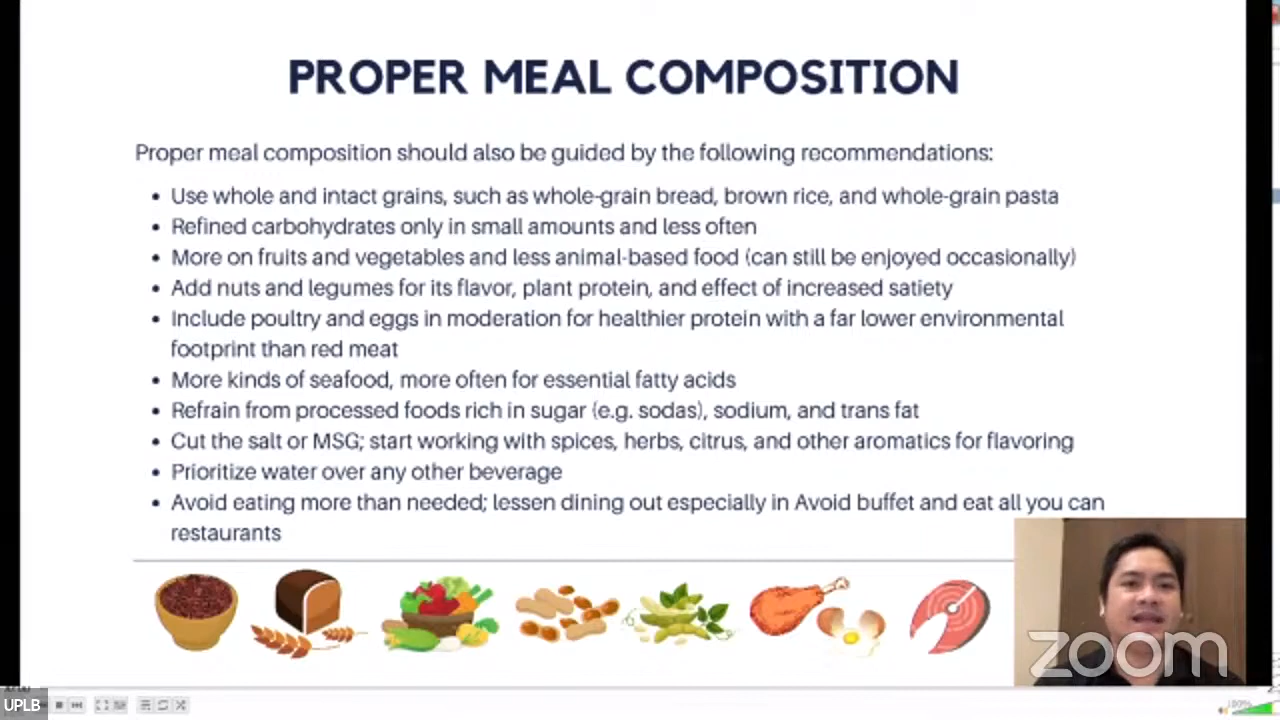 PROPER MEAL COMPOSITION
Proper meal composition should also be guided by the following recommendations:
• Use whole and intact grains, such as whole-grain bread, brown rice, and whole-grain pasta
• Refined carbohydrates only in small amounts and less often
• More on fruits and vegetables and less animal-based food (can still be enjoyed occasionally)
• Add nuts and legumes for its flavor, plant protein, and effect of increased satiety
• Include poultry and eggs in moderation for healthier protein with a far lower environmental
footprint than red meat
• More kinds of seafood, more often for essential fatty acids
• Refrain from processed foods rich in sugar (e.g. sodas), sodium, and trans fat
• Cut the salt or MSG; start working with spices, herbs, citrus, and other aromatics for flavoring
• Prioritize water over any other beverage
• Avoid eating more than needed; lessen dining out especially in Avoid buffet and eat all you can
restaurants
zoom
UPLB